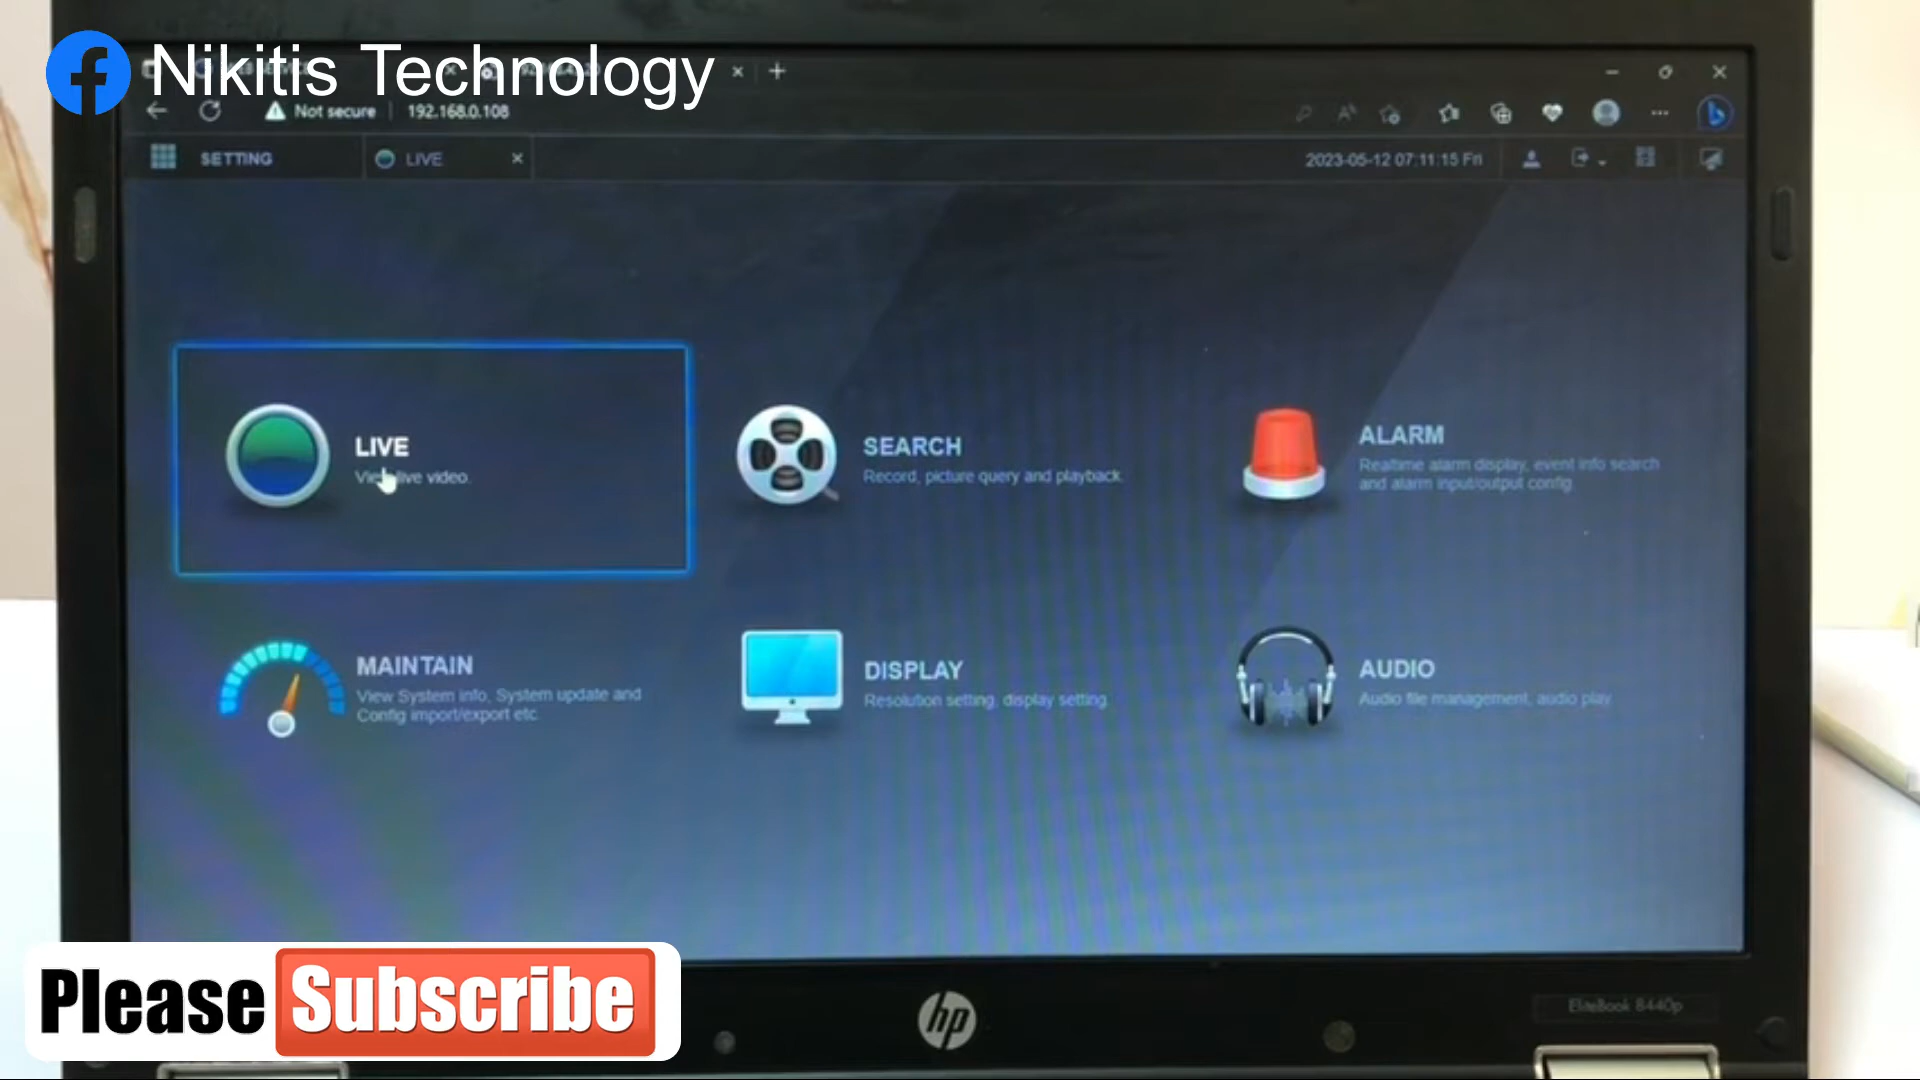 Nikitis Technology
Not secure
192.168.0.108
SETTING
LIVE
2023-05-12 07:11:15 Fri
LIVE
live video.
SEARCH
Record, picture query and playback.
ALARM
Realtime alarm display, event info search
and alarm input/output config
MAINTAIN
View System info, System update and
Config import/export etc
DISPLAY
Resolution setting, display setting.
AUDIO
Audio file management, audio play
Please Subscribe
hp
EliteBook 8440p